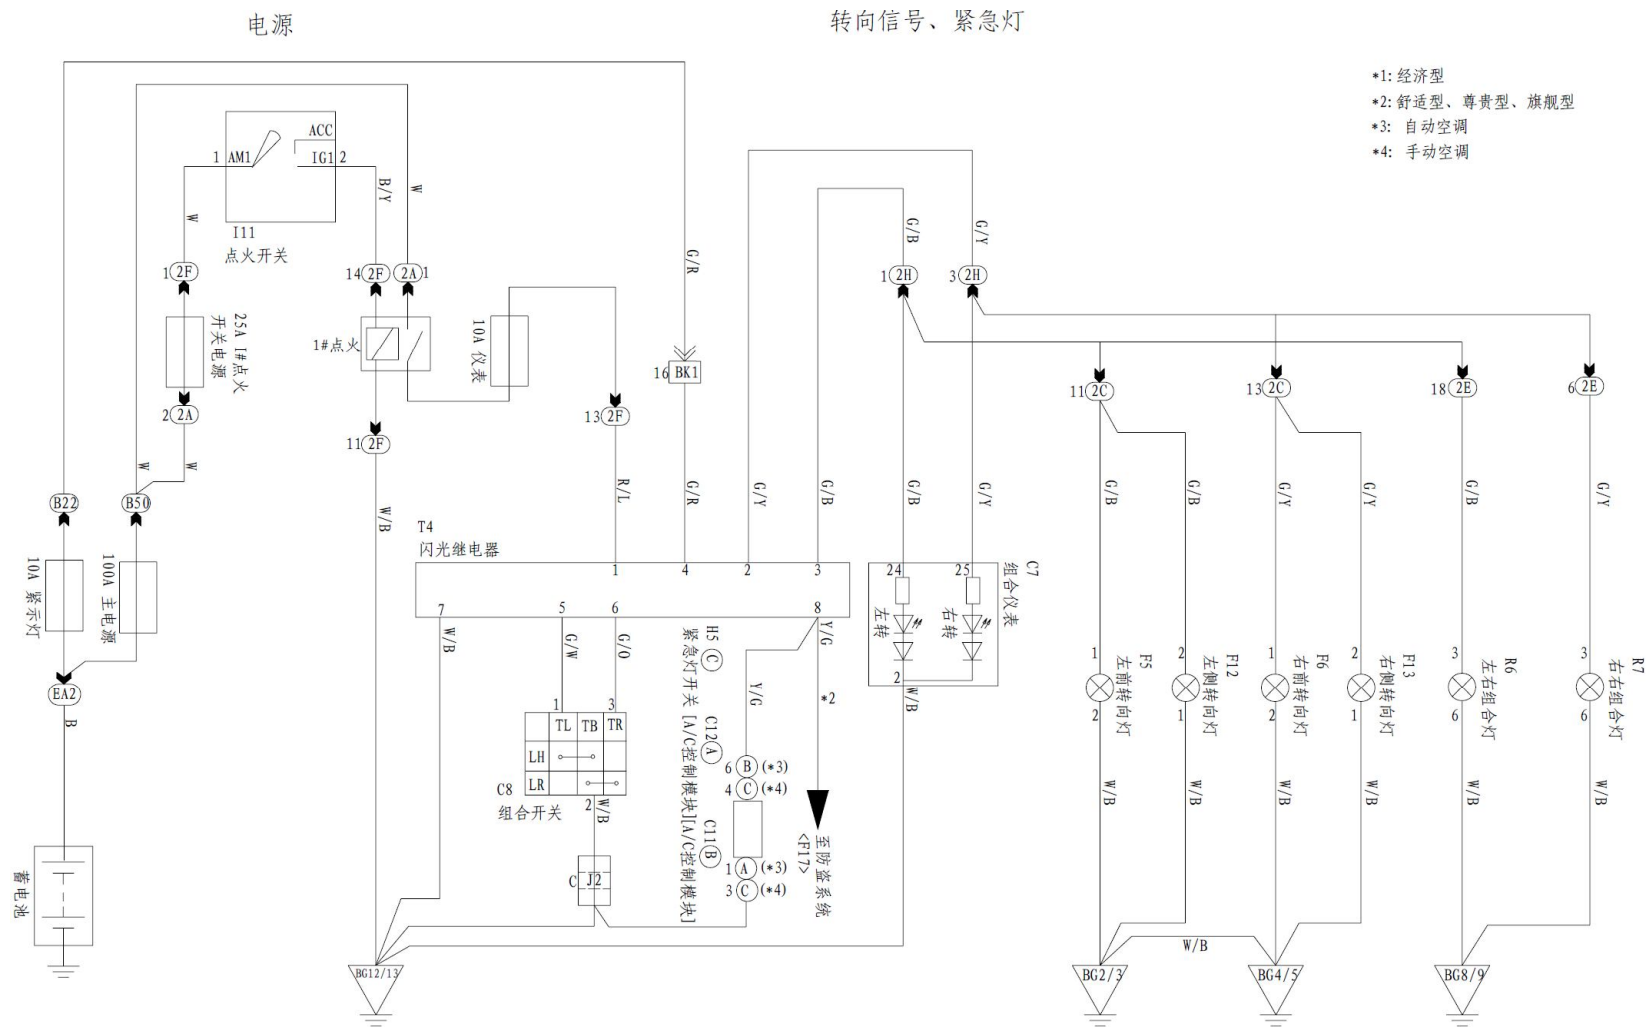 电源
转向信号、紧急灯
*1: 经济型
*2: 舒适型、尊贵型、旗舰型
*3: 自动空调
*4: 手动空调
ACC
1 AM1
IG1 2
I11
点火开关
W
B/Y
W
G/R
G/B
G/Y
1 2F
14 2F
2A 1
1 2H
3 2H
25A I#点火
开关电源
1#点火
10A 仪表
16 BK1
2 2A
11 2F
13 2F
11 2C
13 2C
18 2E
6 2E
W
W
B22
B50
W/B
R/L
G/R
G/Y
G/B
G/B
G/Y
G/B
G/B
G/Y
G/Y
G/B
G/Y
10A 紧示灯
100A 主电源
T4
闪光继电器
1
4
2
3
7
5
6
8
24
25
C7
组合仪表
左转
右转
2
W/B
EA2
B
W/B
G/W
G/O
Y/G
Y/G
*2
H5 C
紧急灯开关
C12 A
[A/C控制模块]
C11 B
[A/C控制模块]
1
3
TL
TB
TR
LH
LR
C8
组合开关
2
W/B
C J2
6 B (*3)
4 C (*4)
1 A (*3)
3 C (*4)
至防盗系统
<F17>
1
2
F5
左前转向灯
2
1
F12
左侧转向灯
1
2
F6
右前转向灯
2
1
F13
右侧转向灯
3
6
R6
左右组合灯
3
6
R7
右右组合灯
W/B
W/B
W/B
W/B
W/B
W/B
W/B
蓄电池
BG12/13
BG2/3
BG4/5
BG8/9